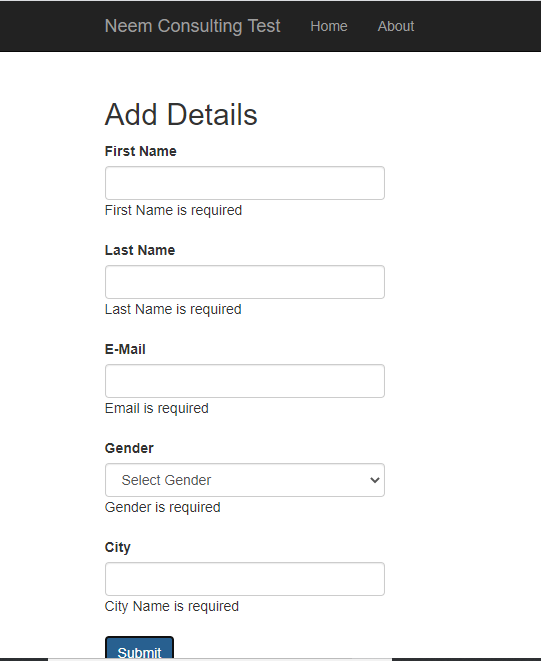 Neem Consulting Test Home About
Add Details
First Name
First Name is required
Last Name
Last Name is required
E-Mail
Email is required
Gender
Select Gender
Gender is required
City
City Name is required
Submit